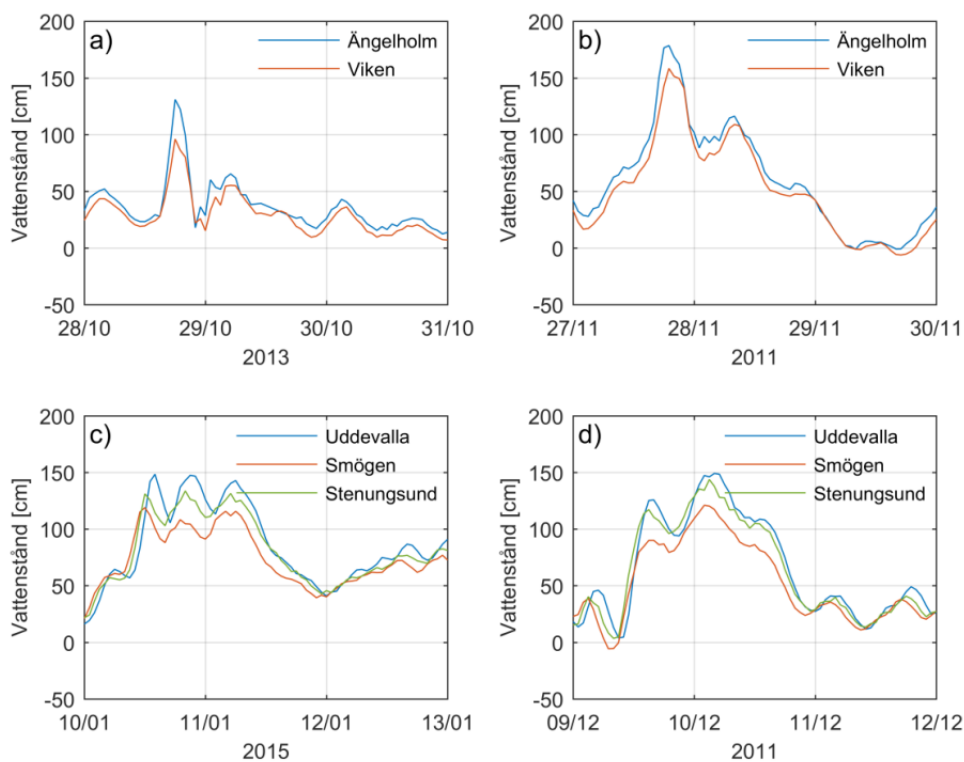 a)
Ängelholm
Viken
Vattenstånd [cm]
200
150
100
50
0
-50
28/10 29/10 30/10 31/10
2013
b)
Ängelholm
Viken
Vattenstånd [cm]
200
150
100
50
0
-50
27/11 28/11 29/11 30/11
2011
c)
Uddevalla
Smögen
Stenungsund
Vattenstånd [cm]
200
150
100
50
0
-50
10/01 11/01 12/01 13/01
2015
d)
Uddevalla
Smögen
Stenungsund
Vattenstånd [cm]
200
150
100
50
0
-50
09/12 10/12 11/12 12/12
2011